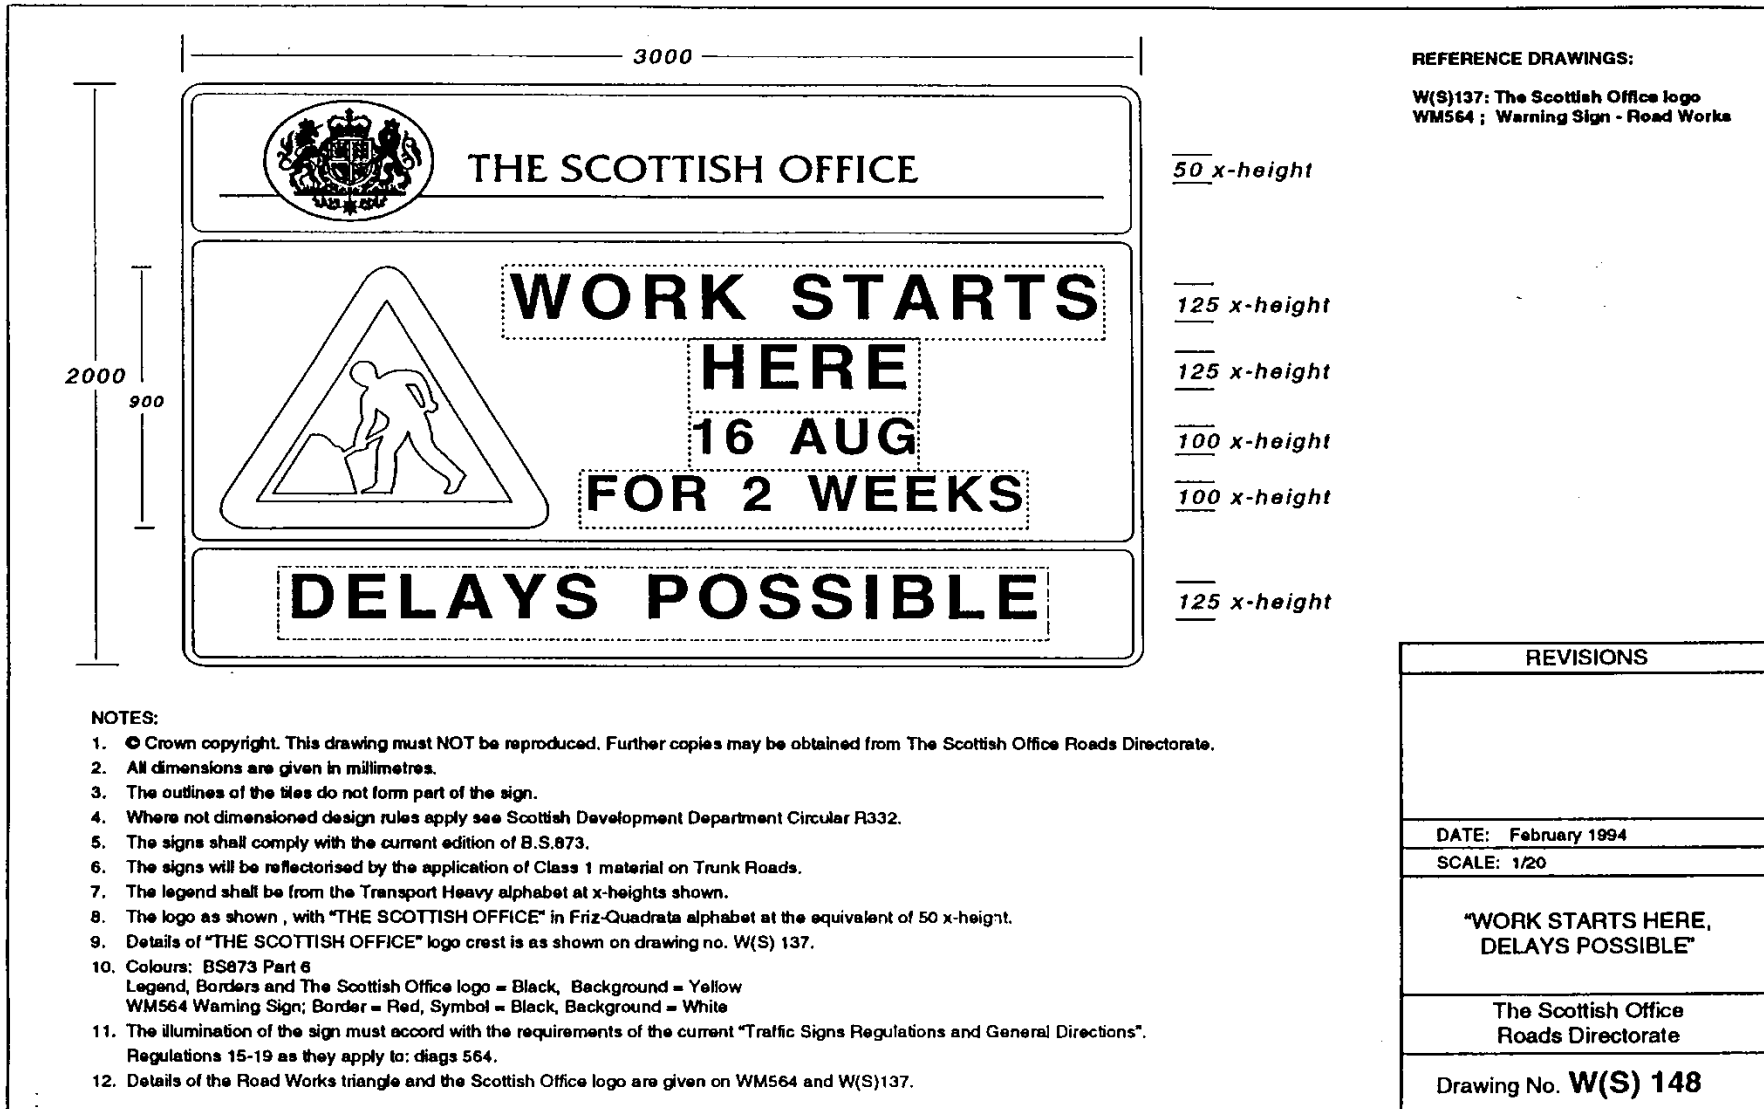 3000
REFERENCE DRAWINGS:
W(S)137: The Scottish Office logo
WM564 ; Warning Sign - Road Works
THE SCOTTISH OFFICE
50 x-height
WORK STARTS
125 x-height
HERE
125 x-height
2000
900
16 AUG
100 x-height
FOR 2 WEEKS
100 x-height
DELAYS POSSIBLE
125 x-height
NOTES:
1. © Crown copyright. This drawing must NOT be reproduced. Further copies may be obtained from The Scottish Office Roads Directorate.
2. All dimensions are given in millimetres.
3. The outlines of the tiles do not form part of the sign.
4. Where not dimensioned design rules apply see Scottish Development Department Circular R332.
5. The signs shall comply with the current edition of B.S.873.
6. The signs will be reflectorised by the application of Class 1 material on Trunk Roads.
7. The legend shall be from the Transport Heavy alphabet at x-heights shown.
8. The logo as shown , with "THE SCOTTISH OFFICE" in Friz-Quadrata alphabet at the equivalent of 50 x-height.
9. Details of "THE SCOTTISH OFFICE" logo crest is as shown on drawing no. W(S) 137.
10. Colours: BS873 Part 6
Legend, Borders and The Scottish Office logo = Black, Background = Yellow
WM564 Warning Sign; Border = Red, Symbol = Black, Background = White
11. The illumination of the sign must accord with the requirements of the current "Traffic Signs Regulations and General Directions".
Regulations 15-19 as they apply to: diags 564.
12. Details of the Road Works triangle and the Scottish Office logo are given on WM564 and W(S)137.
REVISIONS
DATE: February 1994
SCALE: 1/20
"WORK STARTS HERE,
DELAYS POSSIBLE"
The Scottish Office
Roads Directorate
Drawing No. W(S) 148